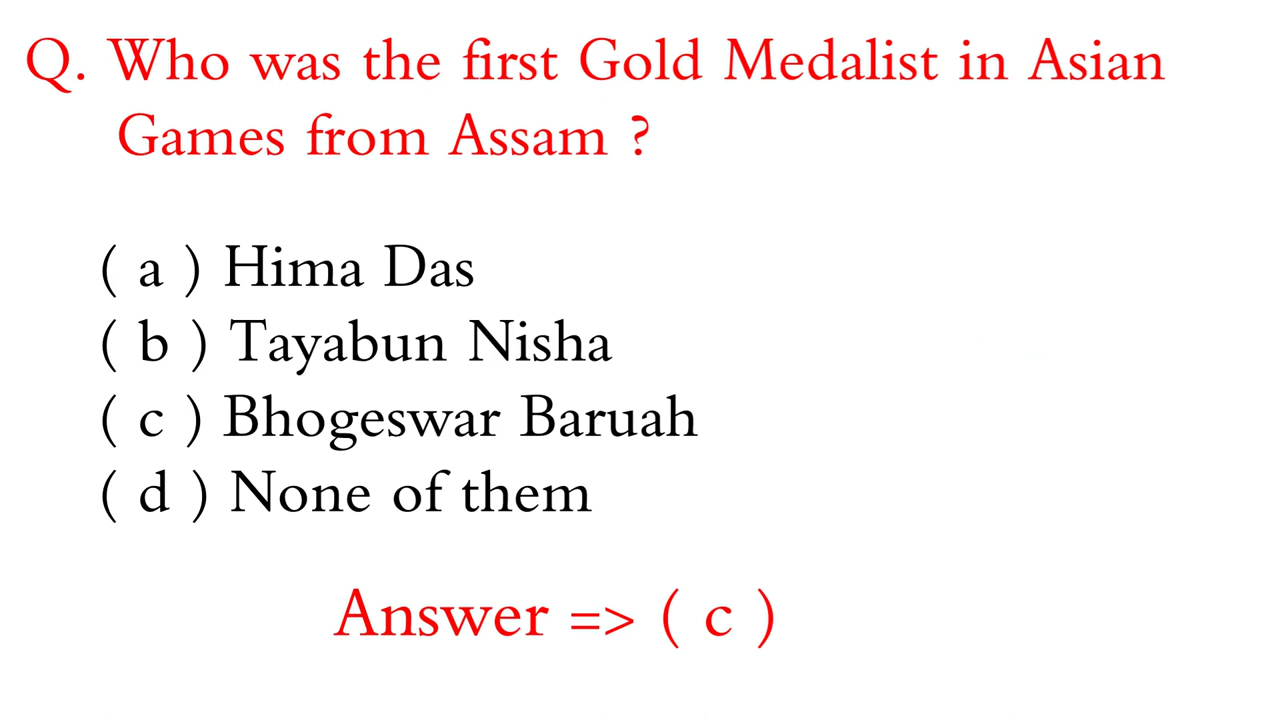 Q. Who was the first Gold Medalist in Asian
Games from Assam ?
( a ) Hima Das
( b ) Tayabun Nisha
( c ) Bhogeswar Baruah
( d ) None of them
Answer => ( c )